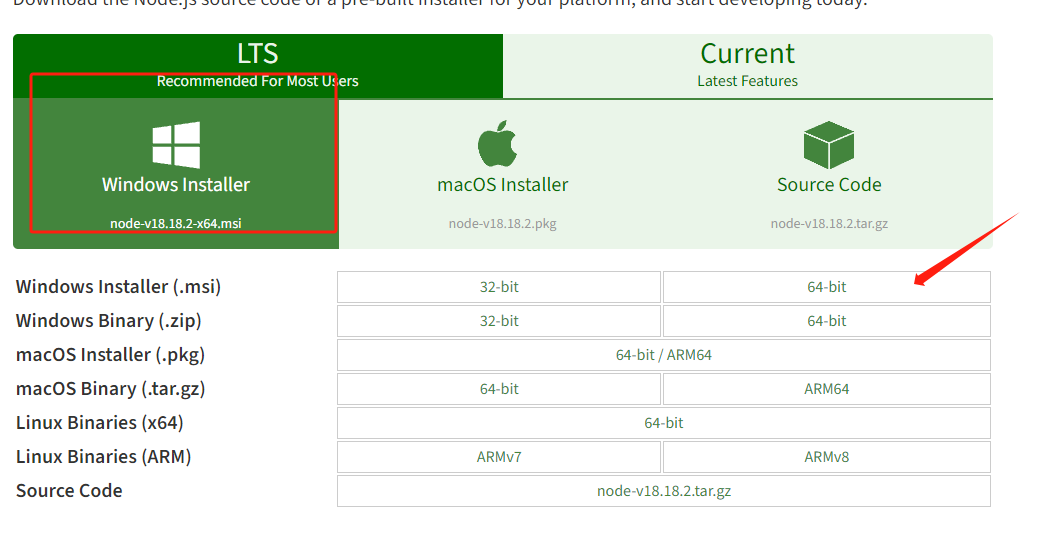 Download the Node.js source code or a pre-built installer for your platform, and start developing today.
LTS
Recommended For Most Users
Current
Latest Features
Windows Installer
node-v18.18.2-x64.msi
macOS Installer
node-v18.18.2.pkg
Source Code
node-v18.18.2.tar.gz
Windows Installer (.msi) 32-bit 64-bit
Windows Binary (.zip) 32-bit 64-bit
macOS Installer (.pkg) 64-bit / ARM64
macOS Binary (.tar.gz) 64-bit ARM64
Linux Binaries (x64) 64-bit
Linux Binaries (ARM) ARMv7 ARMv8
Source Code node-v18.18.2.tar.gz